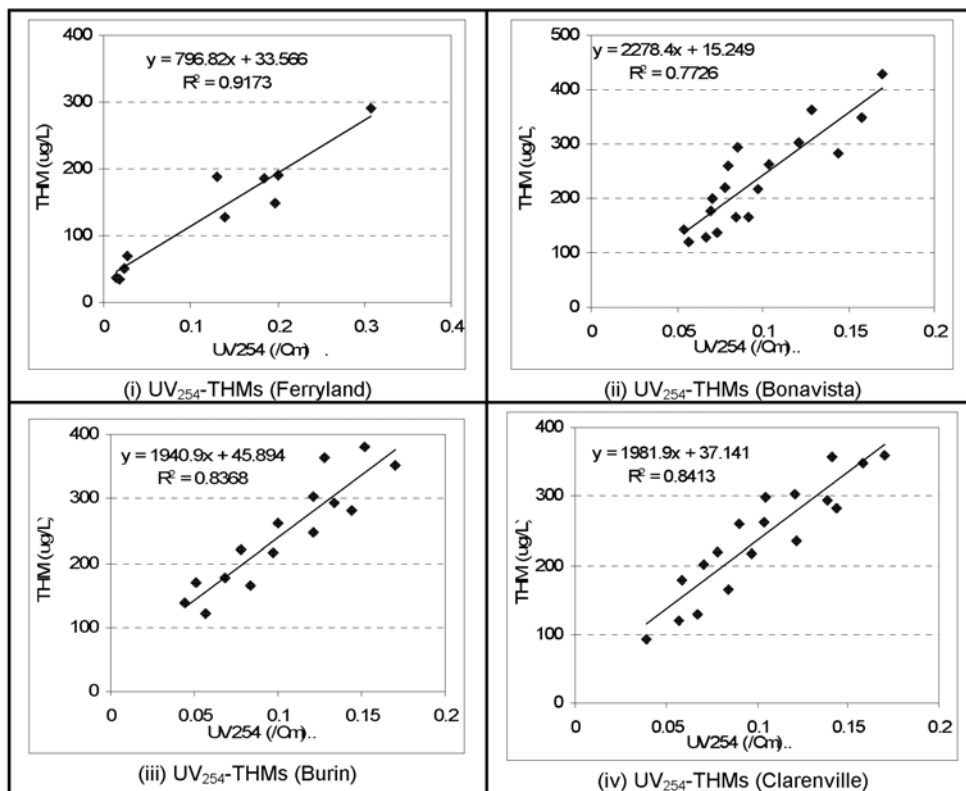 400
300
200
100
0
THM (ug/L)
y = 796.82x + 33.566
R² = 0.9173
0 0.1 0.2 0.3 0.4
UV254 (/Cm) .
(i) UV₂₅₄-THMs (Ferryland)
500
400
300
200
100
0
THM (ug/L)
y = 2278.4x + 15.249
R² = 0.7726
0 0.05 0.1 0.15 0.2
UV254 (/Cm)..
(ii) UV₂₅₄-THMs (Bonavista)
400
300
200
100
0
THM (ug/L)
y = 1940.9x + 45.894
R² = 0.8368
0 0.05 0.1 0.15 0.2
UV254 (/Cm)..
(iii) UV₂₅₄-THMs (Burin)
400
300
200
100
0
THM (ug/L)
y = 1981.9x + 37.141
R² = 0.8413
0 0.05 0.1 0.15 0.2
UV254 (/Cm)..
(iv) UV₂₅₄-THMs (Clarenville)